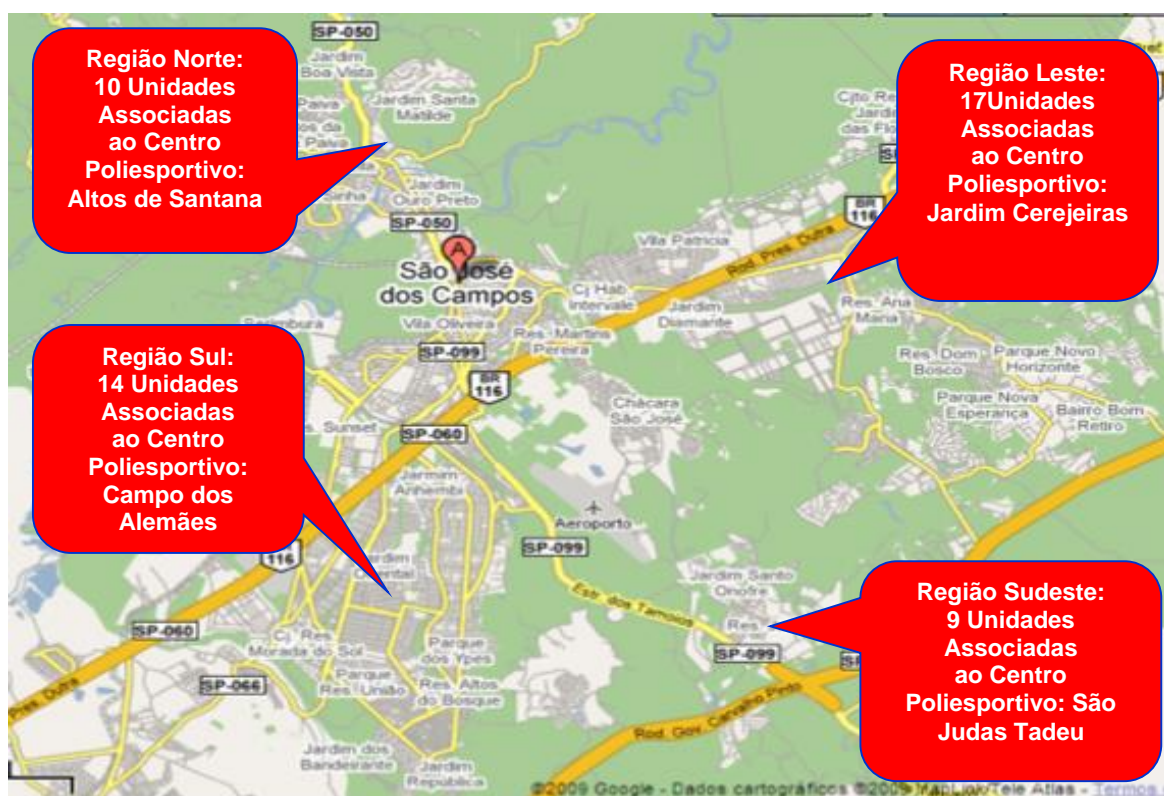 SP-050
Região Norte:
10 Unidades
Associadas
ao Centro
Poliesportivo:
Altos de Santana
Região Leste:
17Unidades
Associadas
ao Centro
Poliesportivo:
Jardim Cerejeiras
Jardim
Boa Vista
Paiva
Jardim Santa
Matilde
Jardim
Ouro Preto
SP-050
A
São José
dos Campos
BR
116
Vila Patricia
Rod. Pres. Dutra
Cj Hab
Intervale
Jardim
Diamante
Res. Ana
Maria
Vila Oliveira
Res. Martins
Pereira
SP-099
BR
116
Res. Dom
Bosco
Parque Novo
Horizonte
Parque Nova
Esperança
Bairro Bom
Retiro
Chácara
São José
Região Sul:
14 Unidades
Associadas
ao Centro
Poliesportivo:
Campo dos
Alemães
Sunset
SP-060
Aeroporto
SP-099
116
Jardim Santo
Onofre
Estr. dos Tamoios
Res
SP-099
Região Sudeste:
9 Unidades
Associadas
ao Centro
Poliesportivo: São
Judas Tadeu
SP-060
Cj. Res
Morada do Sol
Parque
dos Ypes
SP-066
Parque
Res. União
Res. Altos
do Bosque
Pres. Dutra
Rod. Gov. Carvalho Pinto
Jardim dos
Bandeirante
Jardim
República
©2009 Google - Dados cartográficos ©2009 MapLink/Tele Atlas - Termos